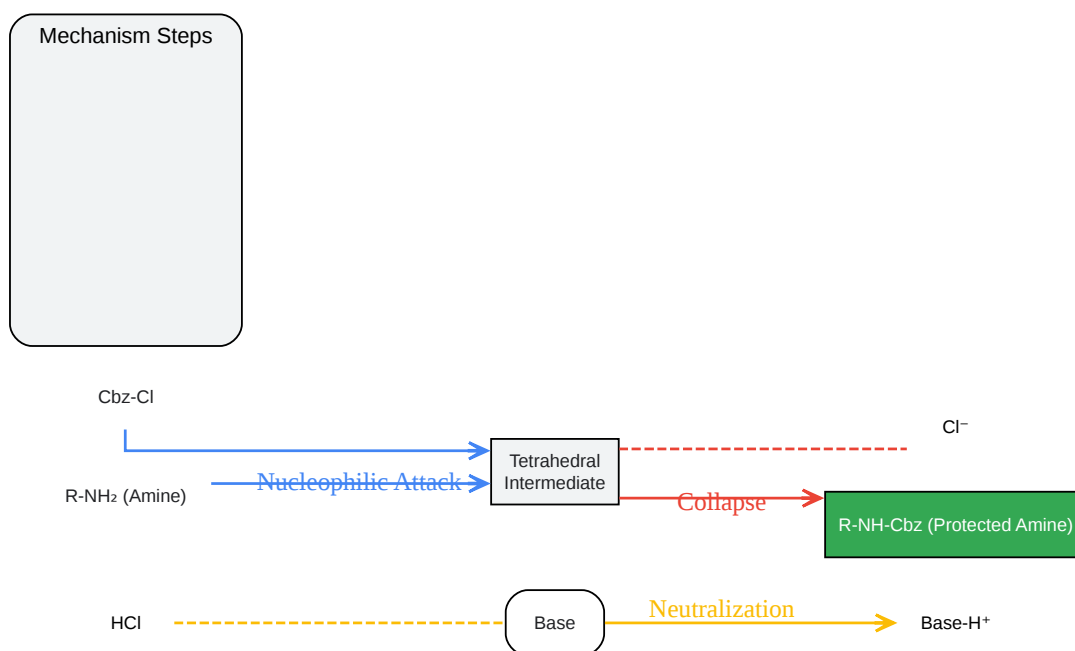 Mechanism Steps
Cbz-Cl
Cl⁻
Tetrahedral
Intermediate
Nucleophilic Attack
R-NH₂ (Amine)
Collapse
R-NH-Cbz (Protected Amine)
Neutralization
HCl
Base
Base-H⁺